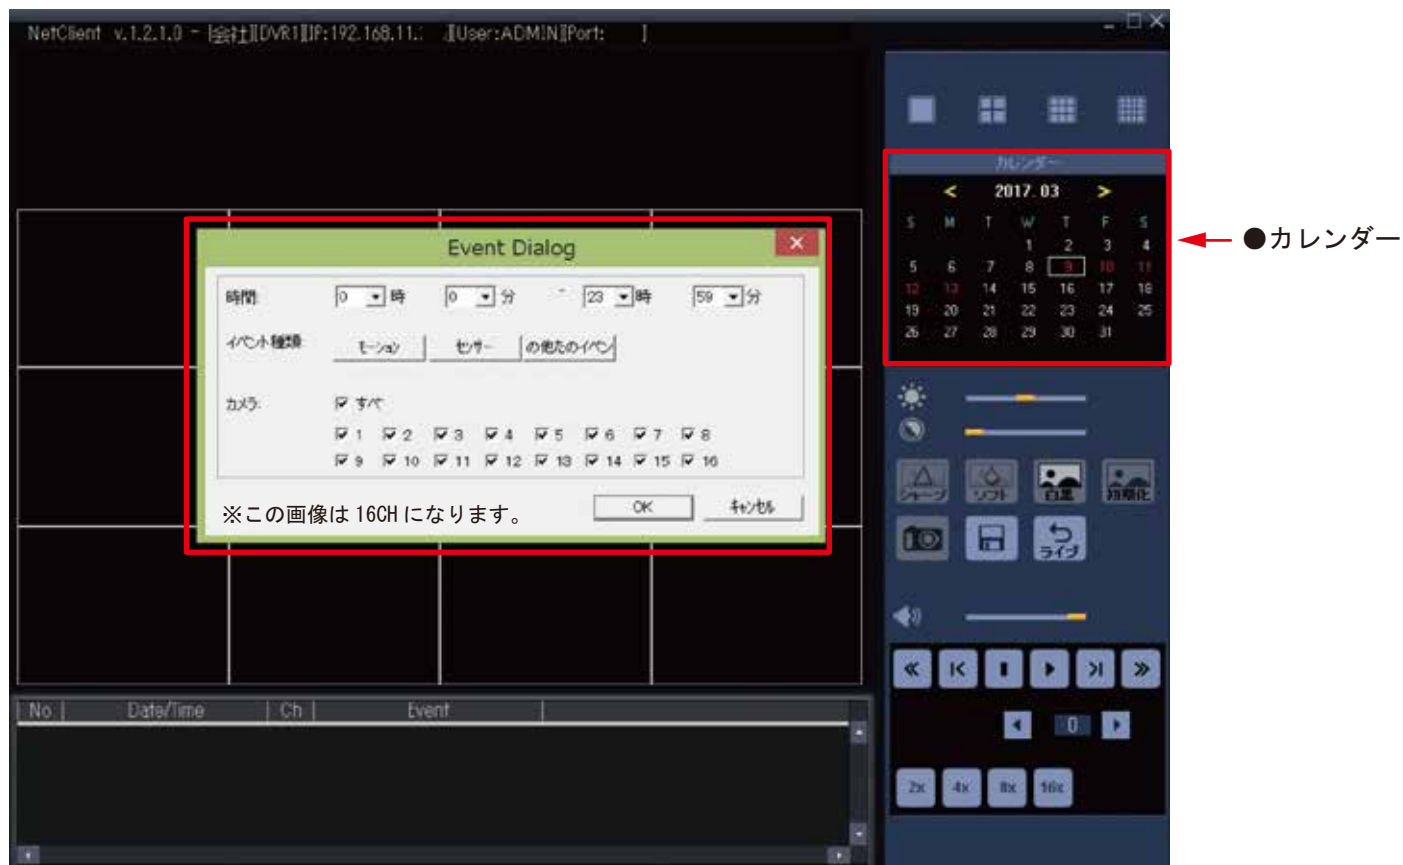 NetClient v.1.2.1.0 - [会社][DVR1][IP:192.168.11.: ][User:ADMIN][Port: ]
カレンダー
< 2017.03 >
S M T W T F S
1 2 3 4
5 6 7 8 9 10 11
12 13 14 15 16 17 18
19 20 21 22 23 24 25
26 27 28 29 30 31
●カレンダー
Event Dialog
時間: 0 時 0 分 ~ 23 時 59 分
イベント種類: モーション センサー の他たのイベン
カメラ: すべ
1 2 3 4 5 6 7 8
9 10 11 12 13 14 15 16
※この画像は 16CH になります。
OK キャンセル
シャープ ソフト 白黒 初期化
ライブ
0
2x 4x 8x 16x
No Date/Time Ch Event